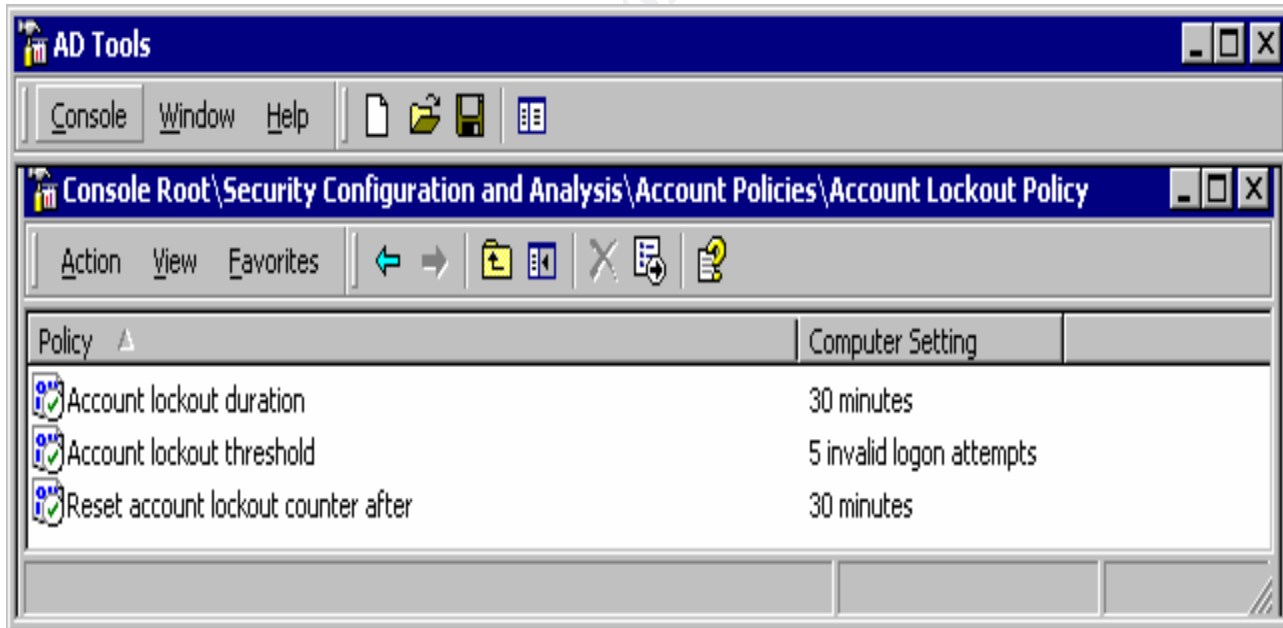 AD Tools
Console Window Help
Console Root\Security Configuration and Analysis\Account Policies\Account Lockout Policy
Action View Favorites
Policy Computer Setting
Account lockout duration 30 minutes
Account lockout threshold 5 invalid logon attempts
Reset account lockout counter after 30 minutes